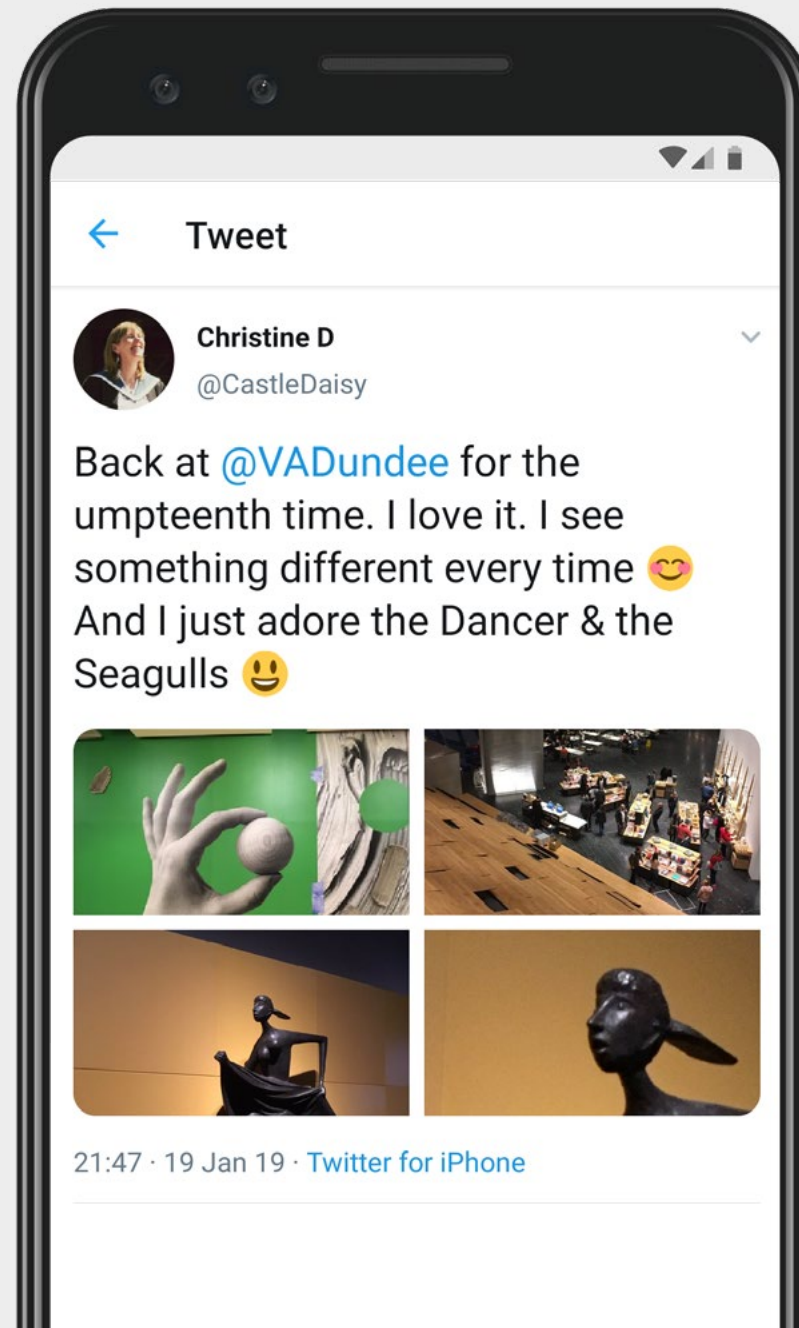 Tweet
Christine D
@CastleDaisy
Back at @VADundee for the
umpteenth time. I love it. I see
something different every time 😊
And I just adore the Dancer & the
Seagulls 😃
21:47 · 19 Jan 19 · Twitter for iPhone